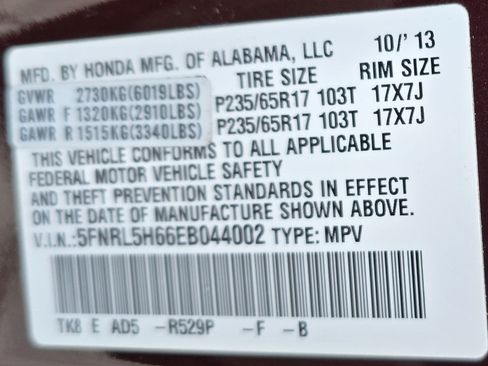 MFD. BY HONDA MFG. OF ALABAMA, LLC 10/'13
GVWR 2730KG(6019LBS) TIRE SIZE RIM SIZE
GAWR F 1320KG(2910LBS) P235/65R17 103T 17X7J
GAWR R 1515KG(3340LBS) P235/65R17 103T 17X7J
THIS VEHICLE CONFORMS TO ALL APPLICABLE
FEDERAL MOTOR VEHICLE SAFETY
AND THEFT PREVENTION STANDARDS IN EFFECT
ON THE DATE OF MANUFACTURE SHOWN ABOVE.
V.I.N.:5FNRL5H66EB044002 TYPE: MPV
TK8 E AD5 -R529P -F -B